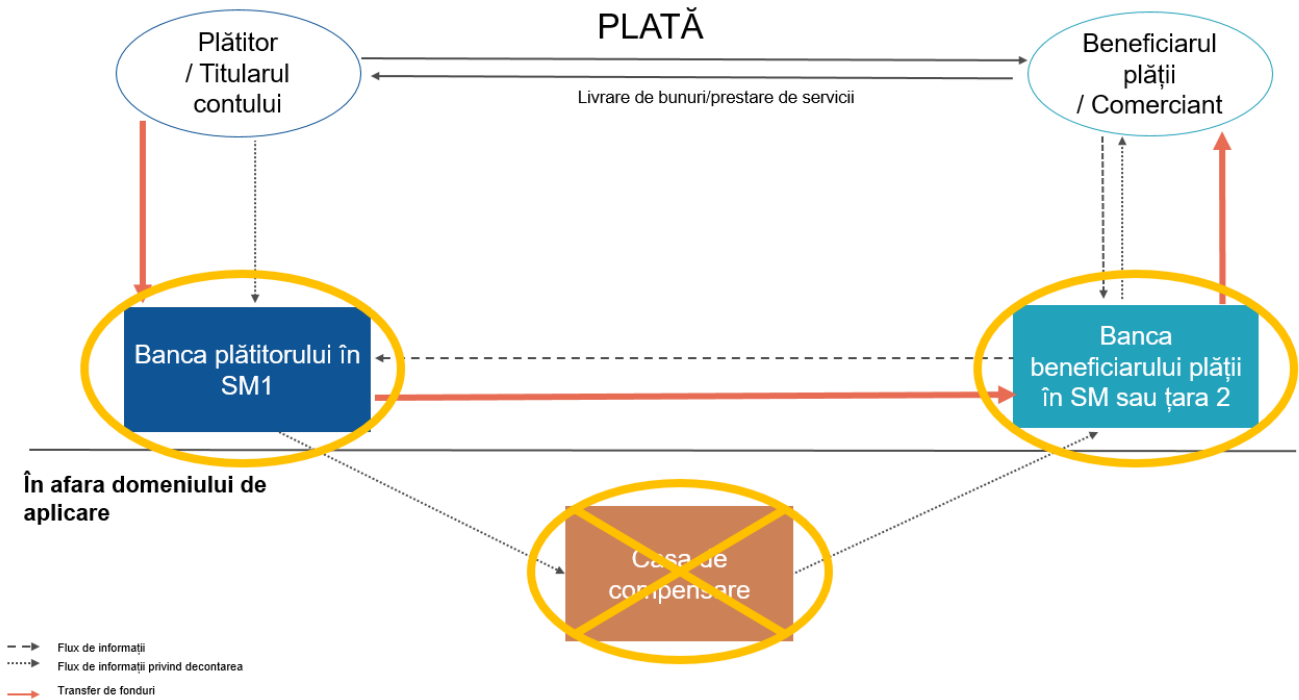 PLATĂ
Plătitor
/ Titularul
contului
Beneficiarul
plății
/ Comerciant
Livrare de bunuri/prestare de servicii
Banca plătitorului în
SM1
Banca
beneficiarului plății
în SM sau țara 2
În afara domeniului de
aplicare
Casa de
compensare
Flux de informații
Flux de informații privind decontarea
Transfer de fonduri